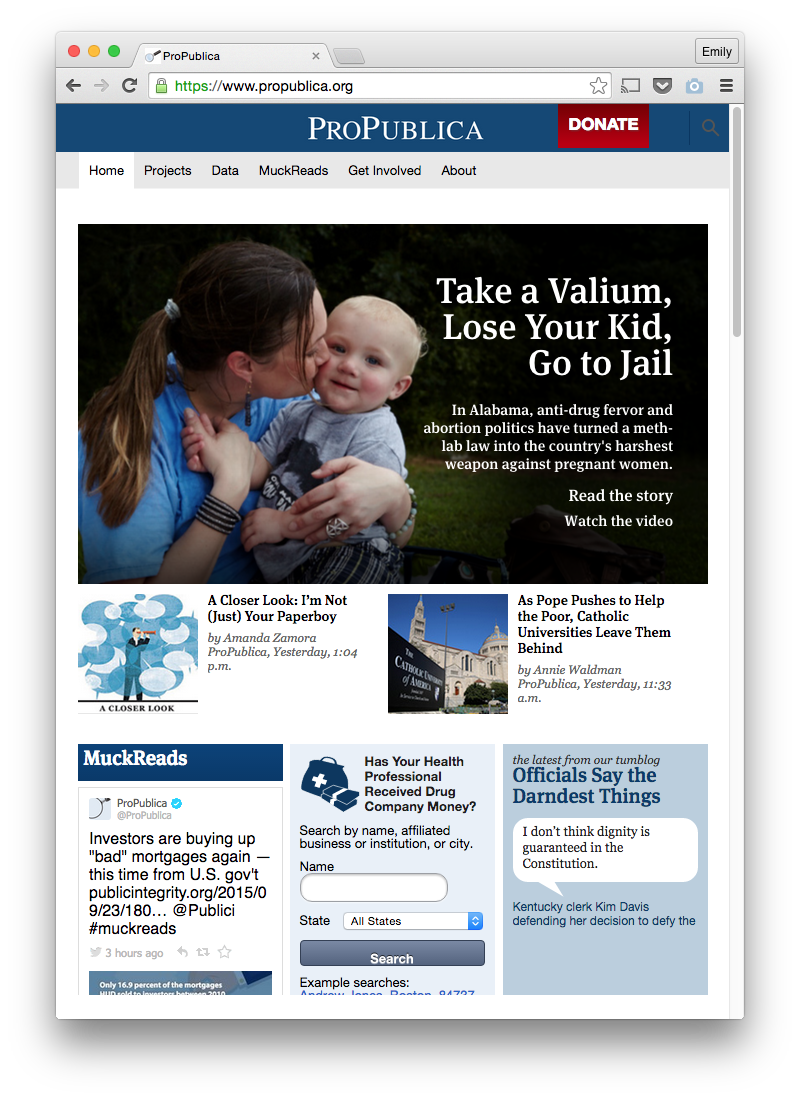 ProPublica
Emily
https://www.propublica.org
PROPUBLICA
DONATE
Home
Projects
Data
MuckReads
Get Involved
About
Take a Valium,
Lose Your Kid,
Go to Jail
In Alabama, anti-drug fervor and
abortion politics have turned a meth-
lab law into the country's harshest
weapon against pregnant women.
Read the story
Watch the video
A CLOSER LOOK
A Closer Look: I'm Not
(Just) Your Paperboy
by Amanda Zamora
ProPublica, Yesterday, 1:04
p.m.
THE
CATHOLIC UNIVERSITY
OF AMERICA
As Pope Pushes to Help
the Poor, Catholic
Universities Leave Them
Behind
by Annie Waldman
ProPublica, Yesterday, 11:33
a.m.
MuckReads
ProPublica
@ProPublica
Investors are buying up
"bad" mortgages again —
this time from U.S. gov't
publicintegrity.org/2015/0
9/23/180... @Publici
#muckreads
3 hours ago
Only 16.9 percent of the mortgages
HUD sold to investors between 2010
Has Your Health
Professional
Received Drug
Company Money?
Search by name, affiliated
business or institution, or city.
Name
State
All States
Search
Example searches:
Andrew Jones, Boston, 84737
the latest from our tumblog
Officials Say the
Darndest Things
I don't think dignity is
guaranteed in the
Constitution.
Kentucky clerk Kim Davis
defending her decision to defy the